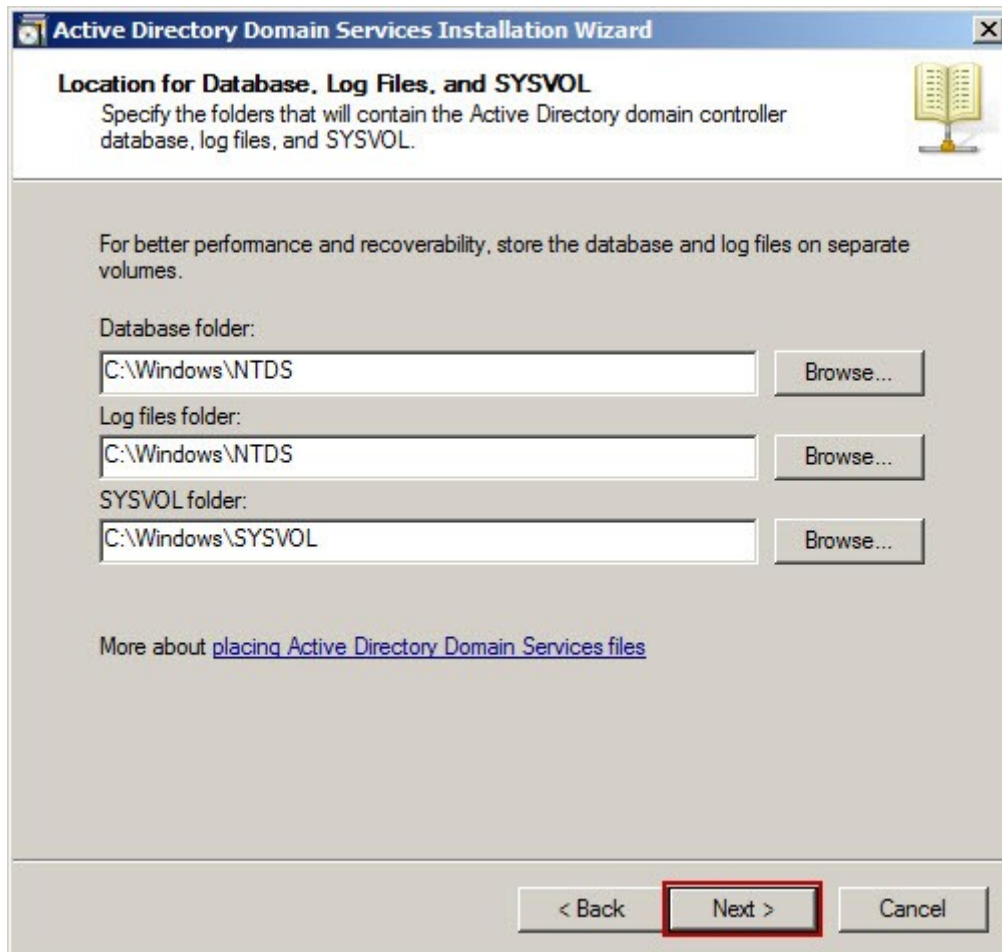 Active Directory Domain Services Installation Wizard
Location for Database, Log Files, and SYSVOL
Specify the folders that will contain the Active Directory domain controller
database, log files, and SYSVOL.
For better performance and recoverability, store the database and log files on separate
volumes.
Database folder:
C:\Windows\NTDS
Browse...
Log files folder:
C:\Windows\NTDS
Browse...
SYSVOL folder:
C:\Windows\SYSVOL
Browse...
More about placing Active Directory Domain Services files
< Back
Next >
Cancel